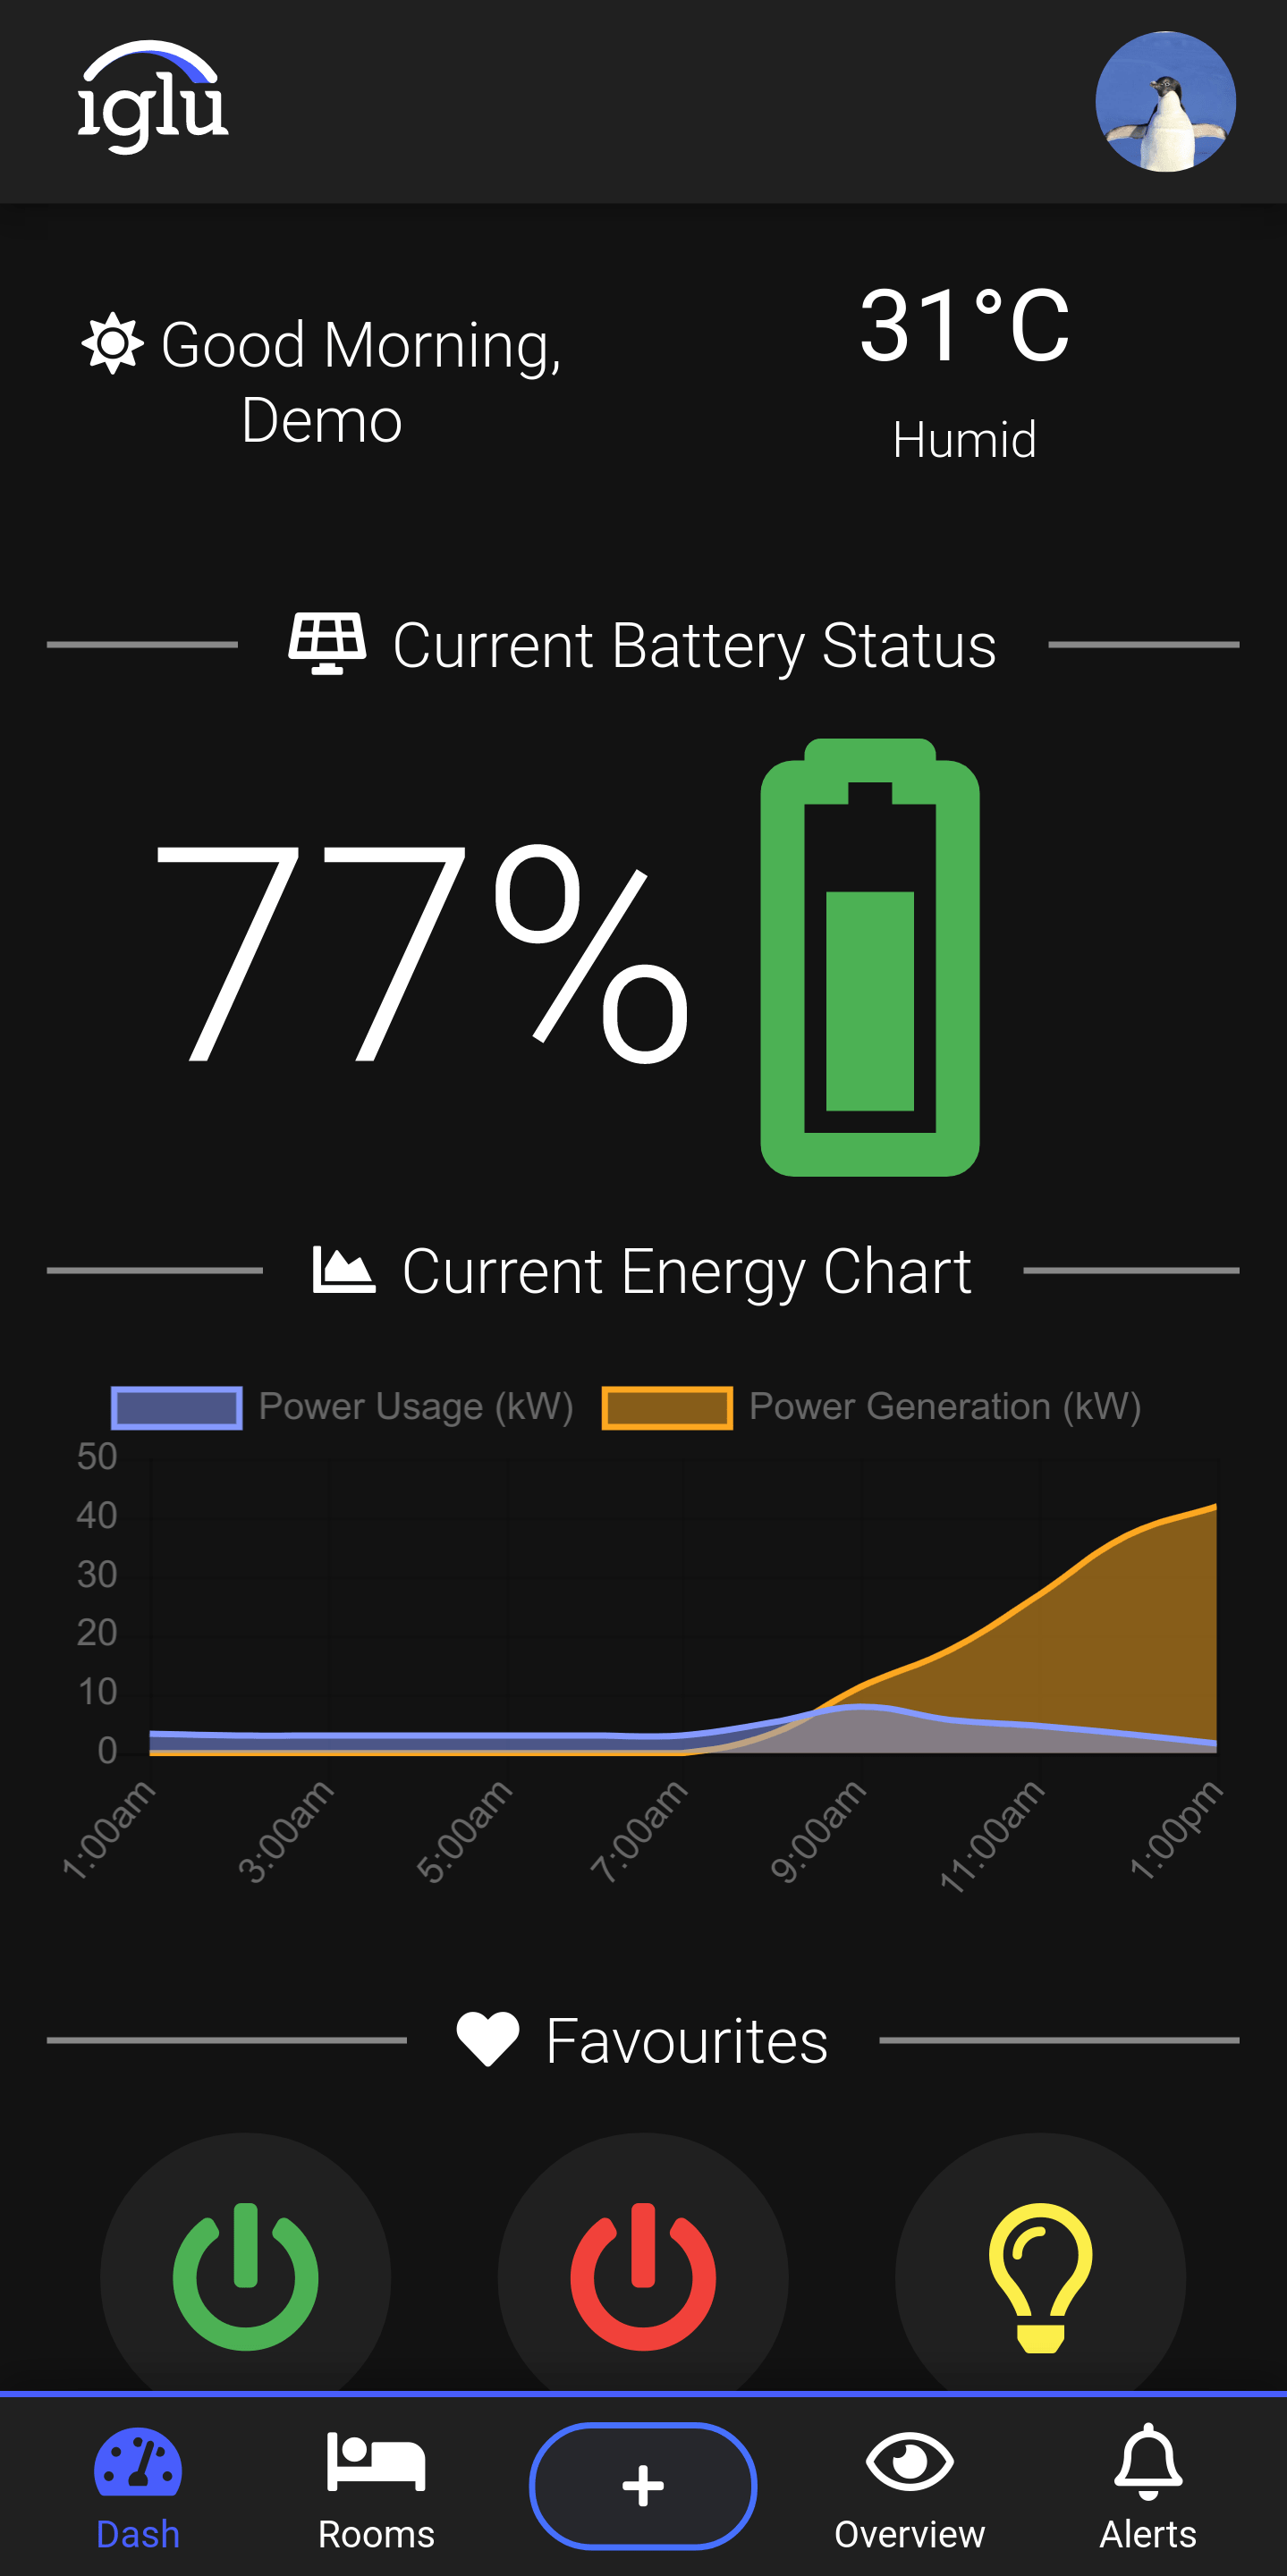 iglu
Good Morning,
Demo
31°C
Humid
Current Battery Status
77%
Current Energy Chart
Power Usage (kW) Power Generation (kW)
50
40
30
20
10
0
1:00am 3:00am 5:00am 7:00am 9:00am 11:00am 1:00pm
Favourites
+
Dash Rooms Overview Alerts